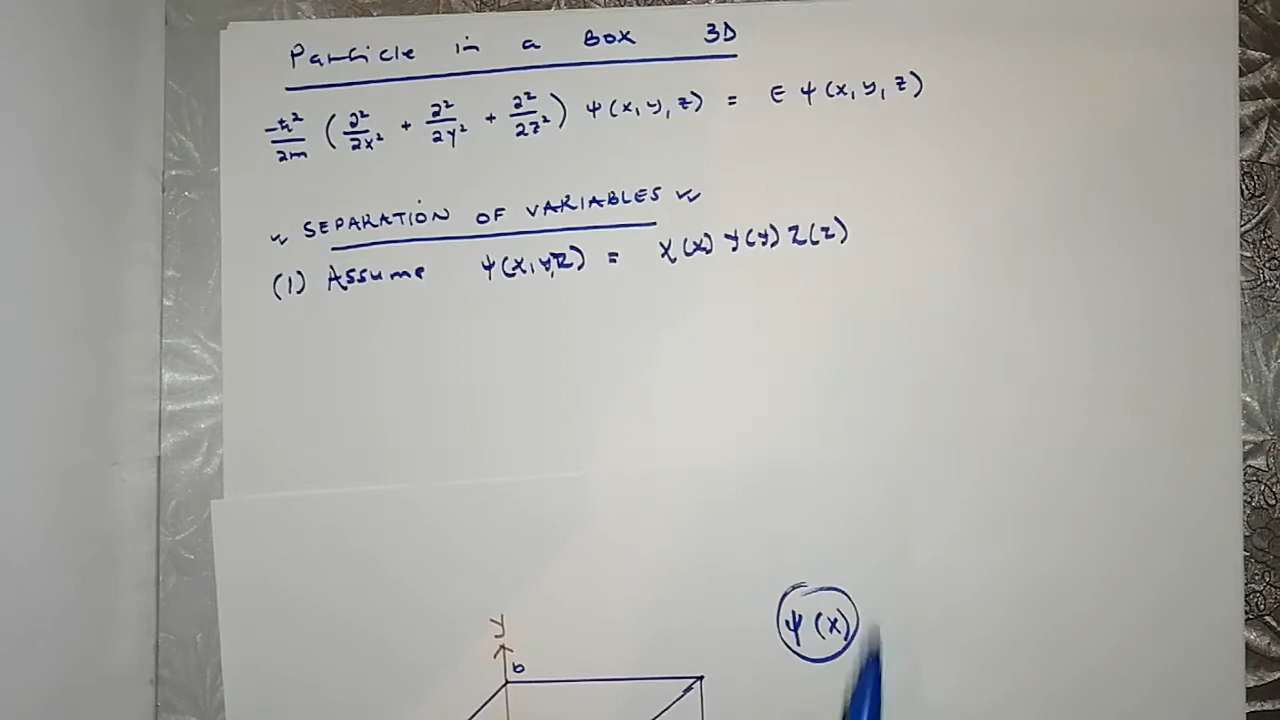 Particle in a Box 3D
-ℏ²/2m (∂²/∂x² + ∂²/∂y² + ∂²/∂z²) ψ(x,y,z) = E ψ(x,y,z)
" SEPARATION OF VARIABLES "
(1) Assume ψ(x,y,z) = X(x) Y(y) Z(z)
ψ(x)
y
b